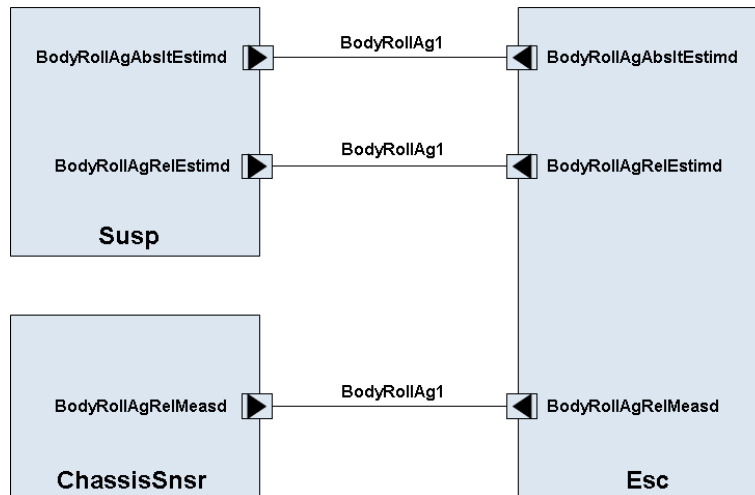 BodyRollAgAbsltEstimd BodyRollAg1 BodyRollAgAbsltEstimd
BodyRollAgRelEstimd BodyRollAg1 BodyRollAgRelEstimd
Susp
BodyRollAgRelMeasd BodyRollAg1 BodyRollAgRelMeasd
ChassisSnsr Esc